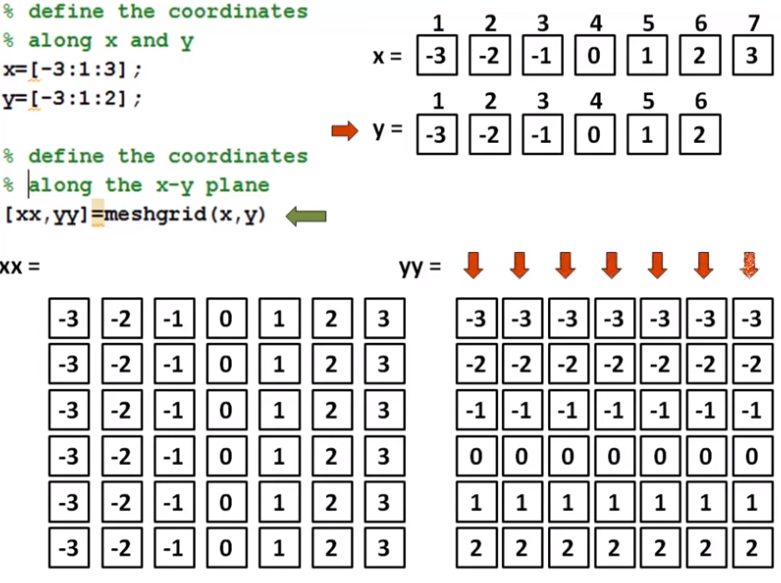 % define the coordinates
% along x and y
x=[-3:1:3];
y=[-3:1:2];
% define the coordinates
% along the x-y plane
[xx,yy]=meshgrid(x,y)
1 2 3 4 5 6 7
x = -3 -2 -1 0 1 2 3
1 2 3 4 5 6
y = -3 -2 -1 0 1 2
xx =
-3 -2 -1 0 1 2 3
-3 -2 -1 0 1 2 3
-3 -2 -1 0 1 2 3
-3 -2 -1 0 1 2 3
-3 -2 -1 0 1 2 3
-3 -2 -1 0 1 2 3
yy =
-3 -3 -3 -3 -3 -3 -3
-2 -2 -2 -2 -2 -2 -2
-1 -1 -1 -1 -1 -1 -1
0 0 0 0 0 0 0
1 1 1 1 1 1 1
2 2 2 2 2 2 2